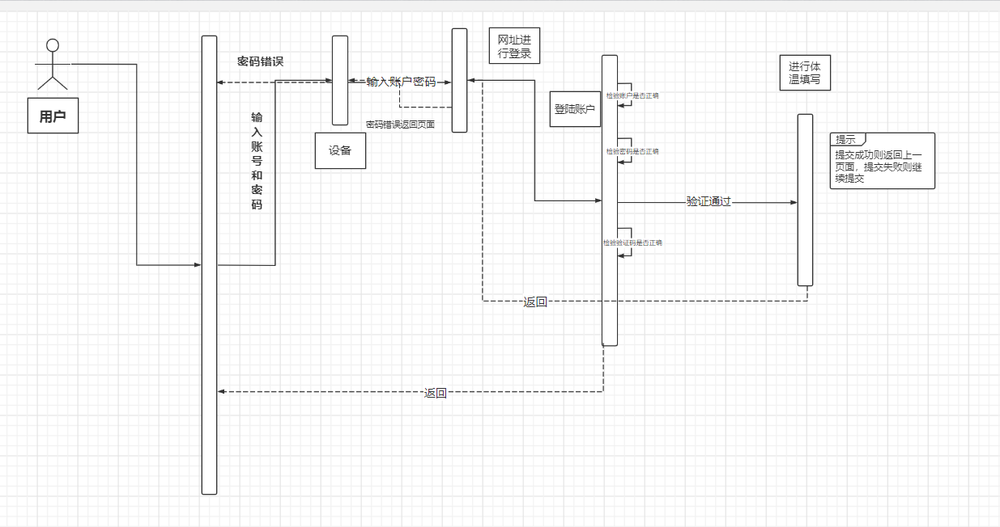 网址进
行登录
密码错误
进行体
温填写
输入账户密码
检验账户是否正确
登陆账户
用户
输
入
账
号
和
密
码
密码错误返回页面
提示
设备
检验密码是否正确
提交成功则返回上一
页面，提交失败则继
续提交
验证通过
检验验证码是否正确
返回
返回